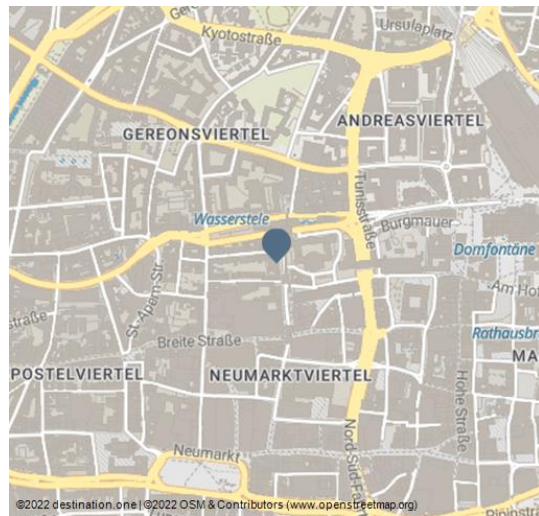 Ursulaplatz
Kyotostraße
ANDREASVIERTEL
GEREONSVIERTEL
Tunisstraße
Wasserstele
Burgmauer
Domfontäne
St.-Apern-Str.
Am Hof
straße
Breite Straße
Rathausbr
MA
POSTELVIERTEL
NEUMARKTVIERTEL
Hohe Straße
Nord-Süd-Fahrt
Neumarkt
©2022 destination.one | ©2022 OSM & Contributors (www.openstreetmap.org)